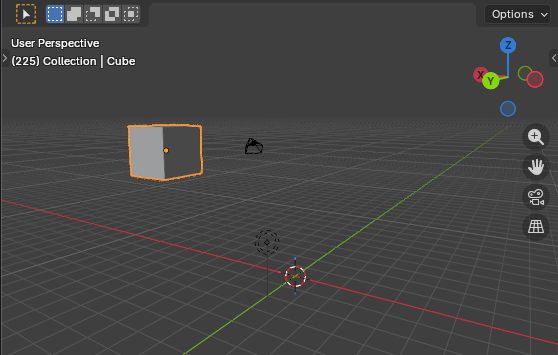 Options
User Perspective
(225) Collection | Cube
Z
X
Y